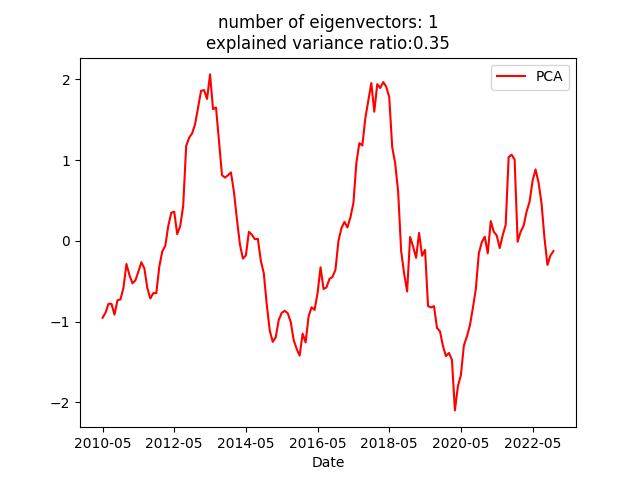 number of eigenvectors: 1
explained variance ratio:0.35
PCA
2
1
0
−1
−2
2010-05 2012-05 2014-05 2016-05 2018-05 2020-05 2022-05
Date